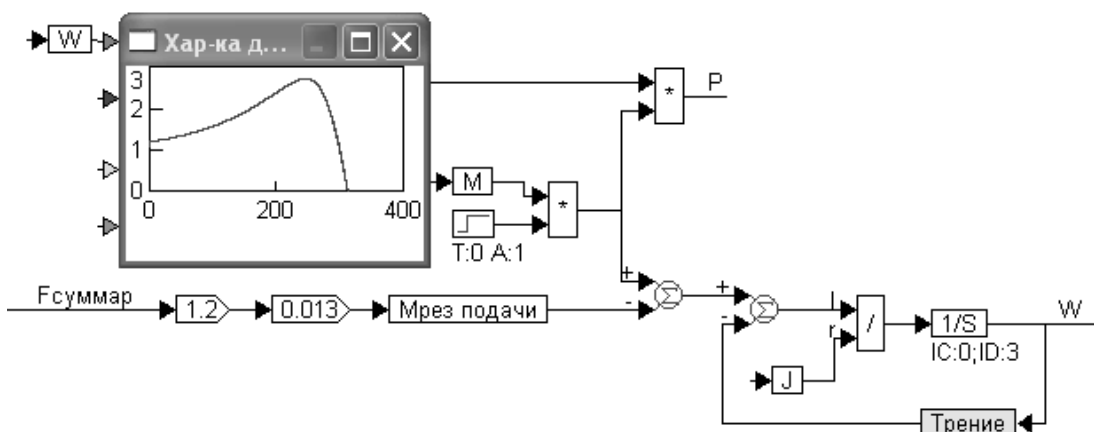 W
Хар-ка д...
3
2
1
0
0 200 400
*
P
M
*
T:0 A:1
Fсуммар
1.2
0.013
Mрез подачи
+
-
Σ
+
-
Σ
l
r
/
J
1/S
IC:0;ID:3
W
Трение